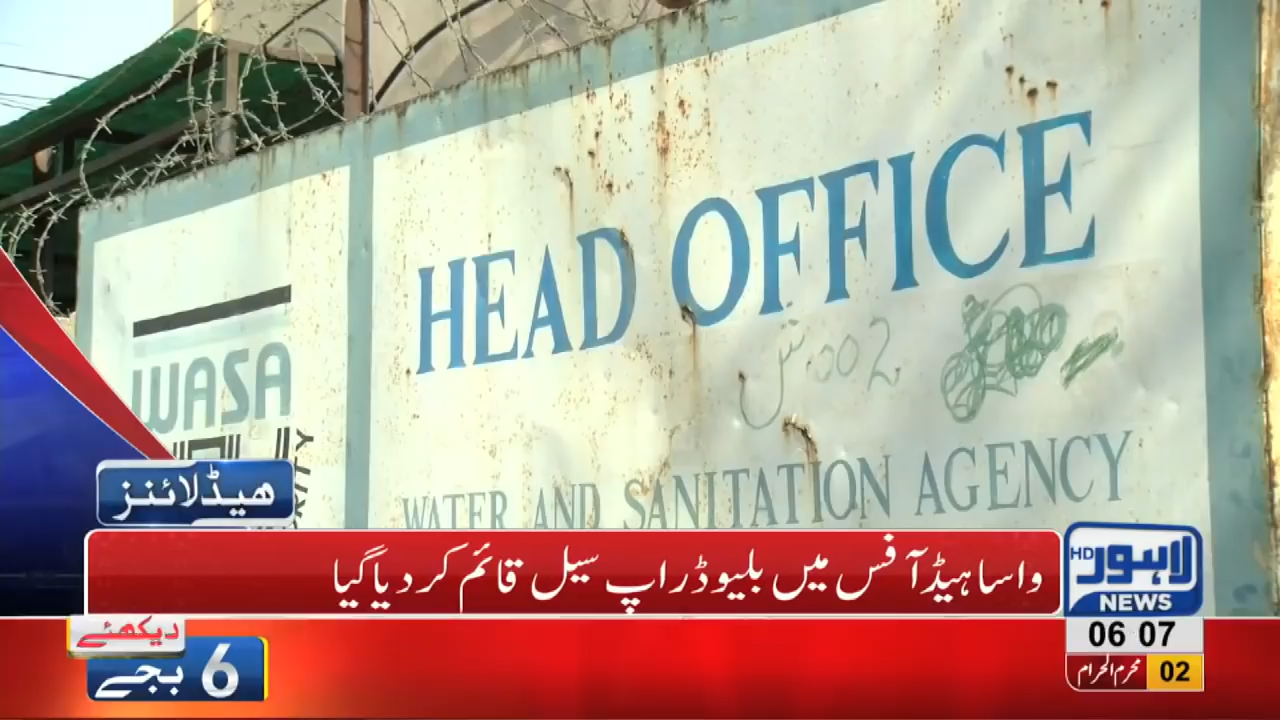 HEAD OFFICE
WASA
WATER AND SANITATION AGENCY
ہیڈلائنز
واسا ہیڈ آفس میں بلیو ڈراپ سیل قائم کر دیا گیا
لاہور HD
NEWS
06 07
02 محرم الحرام
دیکھئے
6 بجے